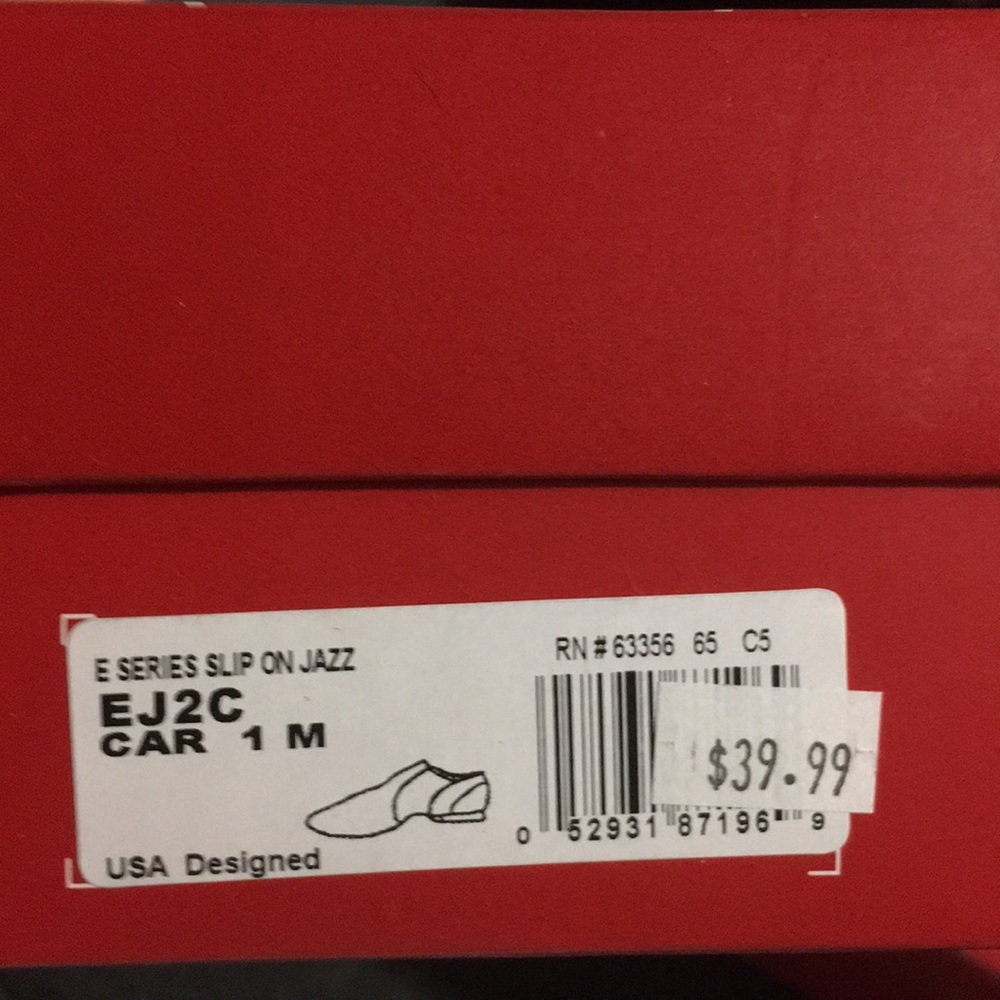 E SERIES SLIP ON JAZZ
EJ2C
CAR 1 M
USA Designed
RN # 63356 65 C5
$39.99
0 52931 87196 9